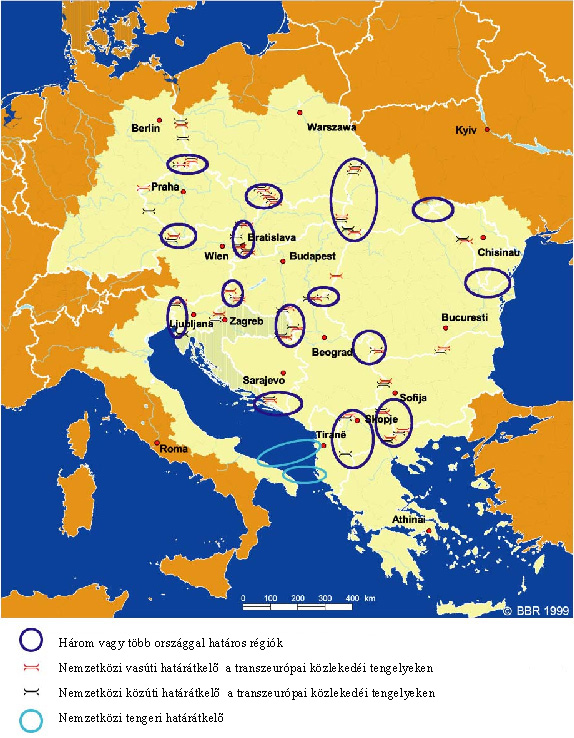 Berlin
Warszawa
Kyiv
Praha
Bratislava
Wien
Budapest
Chisinau
Ljubljana
Zagreb
Bucuresti
Beograd
Sarajevo
Sofija
Skopje
Tiranë
Roma
Athinai
0 100 200 300 400 km
© BBR 1999
Három vagy több országgal határos régiók
Nemzetközi vasúti határátkelő a transzeurópai közlekedéi tengelyeken
Nemzetközi közúti határátkelő a transzeurópai közlekedéi tengelyeken
Nemzetközi tengeri határátkelő